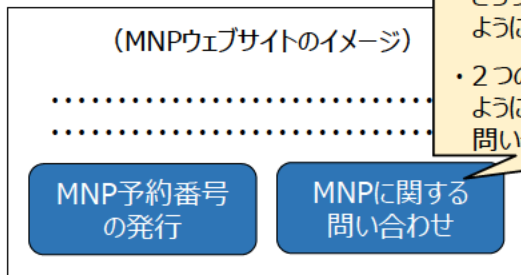 ように
・２つの
ように
問い
（MNPウェブサイトのイメージ）
MNP予約番号
の発行
MNPに関する
問い合わせ